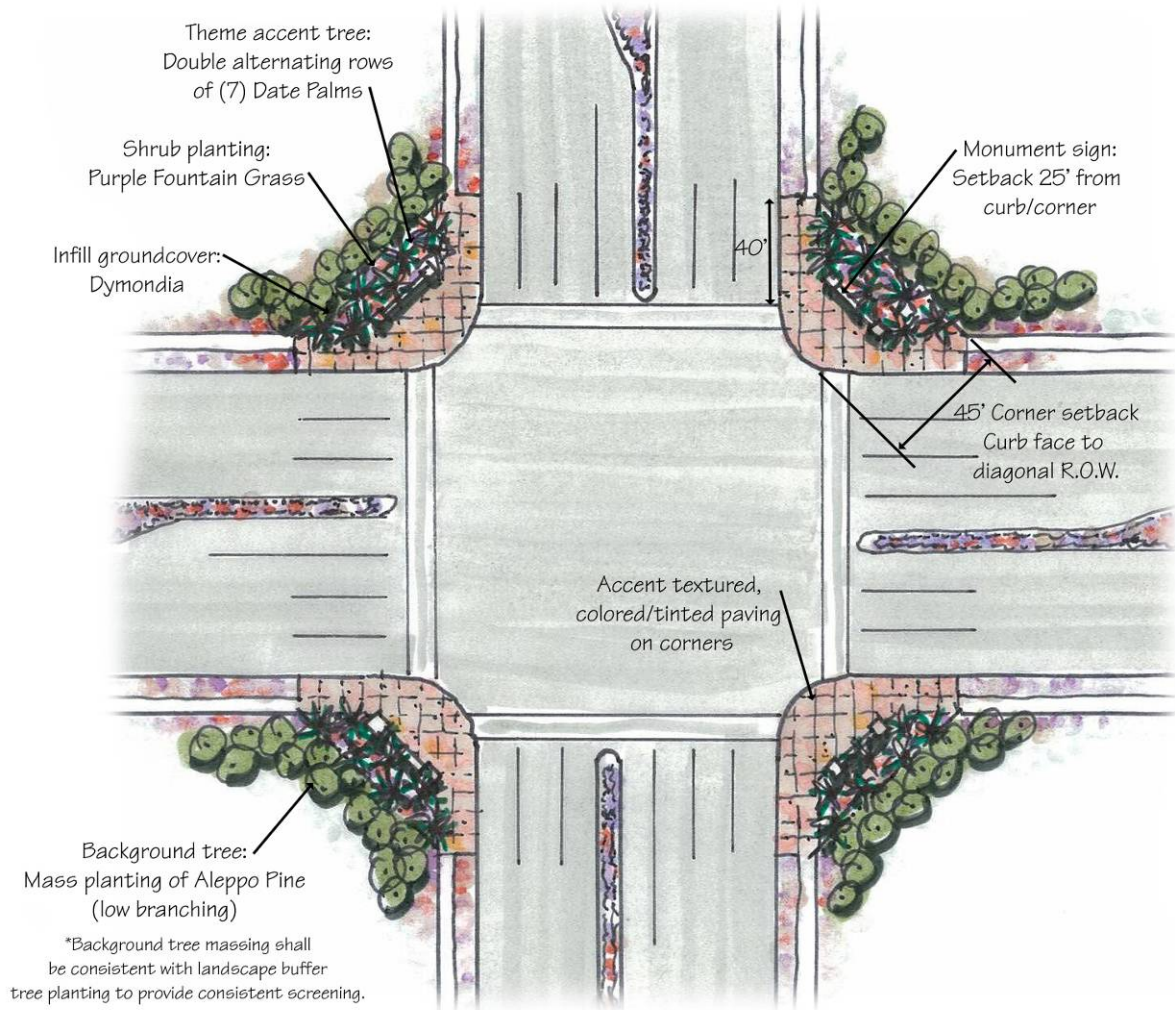 Theme accent tree:
Double alternating rows
of (7) Date Palms
Shrub planting:
Purple Fountain Grass
Infill groundcover:
Dymondia
Monument sign:
Setback 25' from
curb/corner
40'
45' Corner setback
Curb face to
diagonal R.O.W.
Accent textured,
colored/tinted paving
on corners
Background tree:
Mass planting of Aleppo Pine
(low branching)
*Background tree massing shall
be consistent with landscape buffer
tree planting to provide consistent screening.